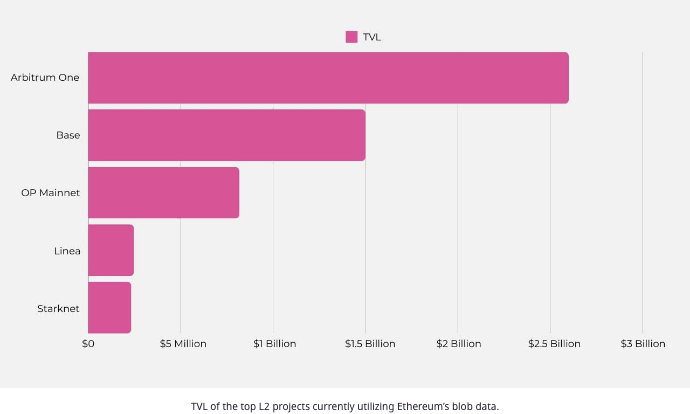 TVL
Arbitrum One
Base
OP Mainnet
Linea
Starknet
$0 $5 Million $1 Billion $1.5 Billion $2 Billion $2.5 Billion $3 Billion
TVL of the top L2 projects currently utilizing Ethereum’s blob data.